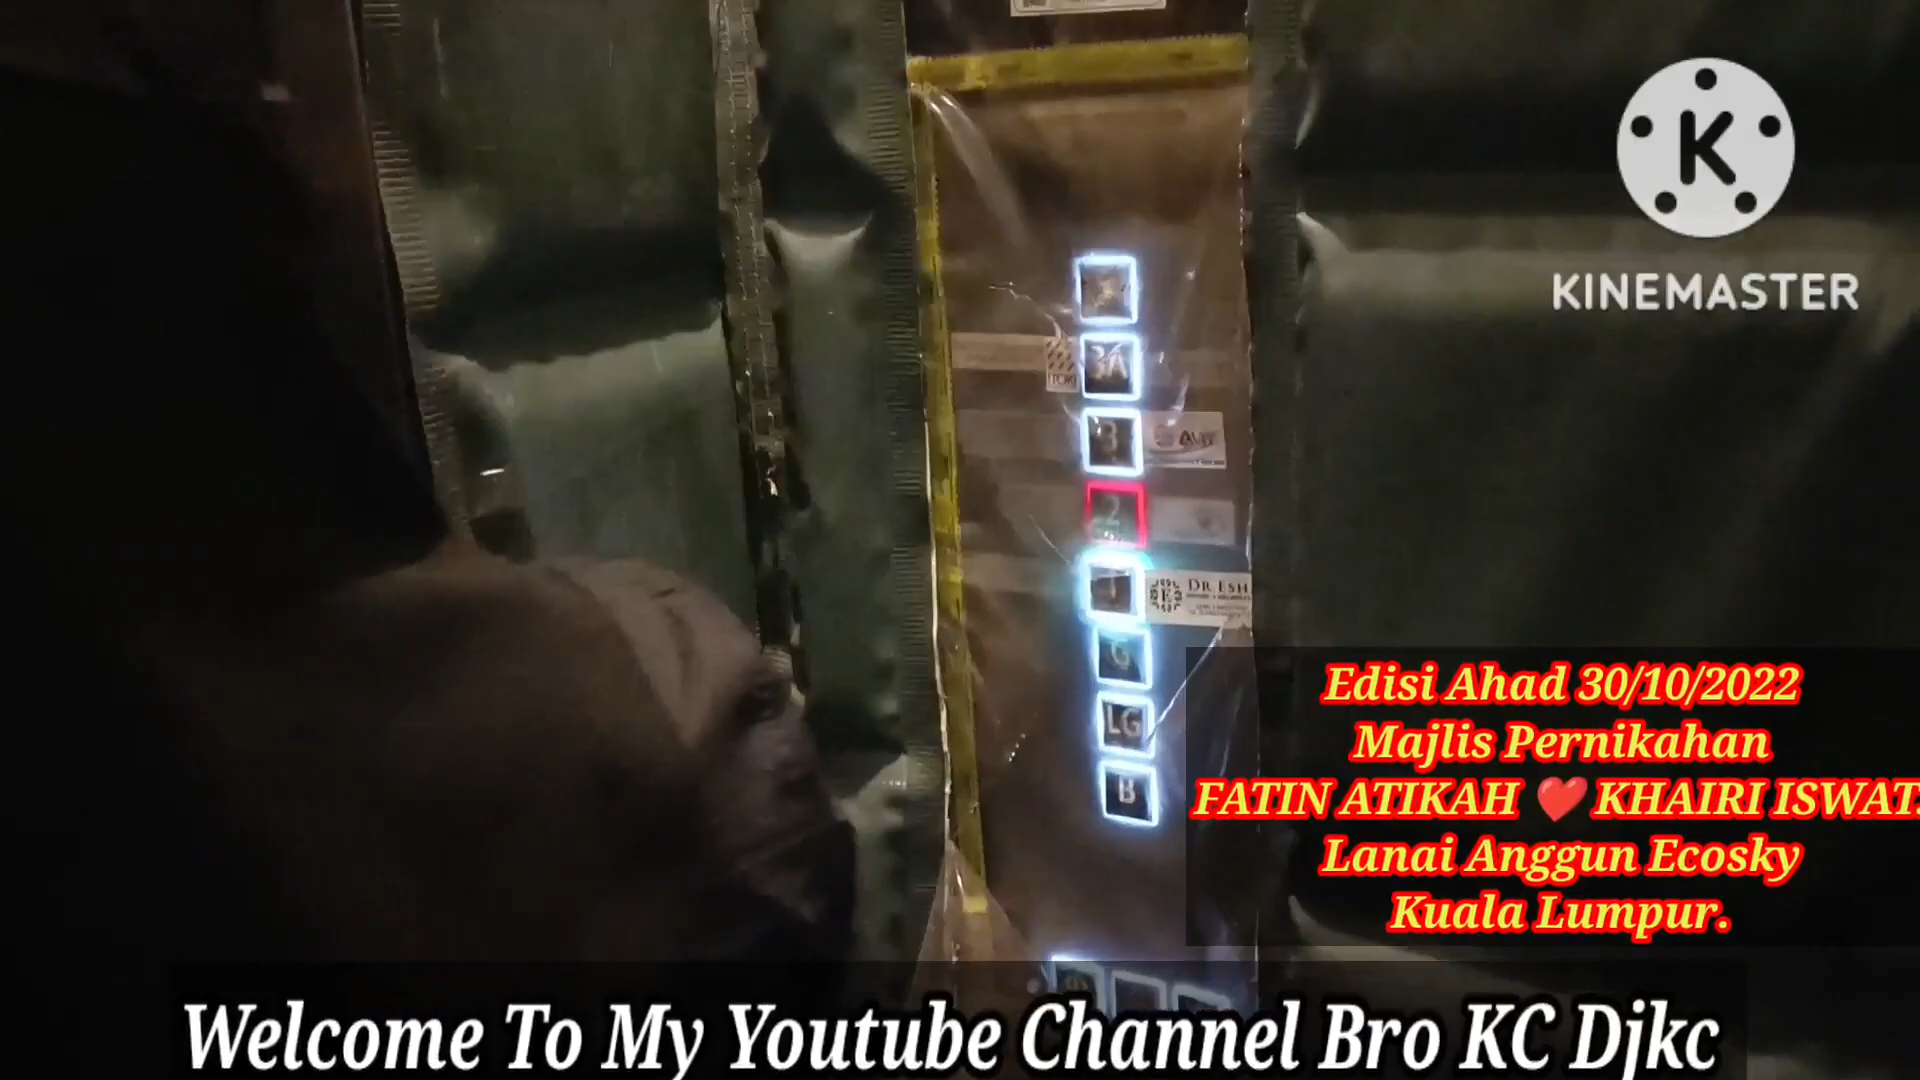 K
KINEMASTER
3A
3
2
1
DR. ESH
G
LG
B
Edisi Ahad 30/10/2022
Majlis Pernikahan
FATIN ATIKAH ❤️ KHAIRI ISWAT.
Lanai Anggun Ecosky
Kuala Lumpur.
Welcome To My Youtube Channel Bro KC Djkc